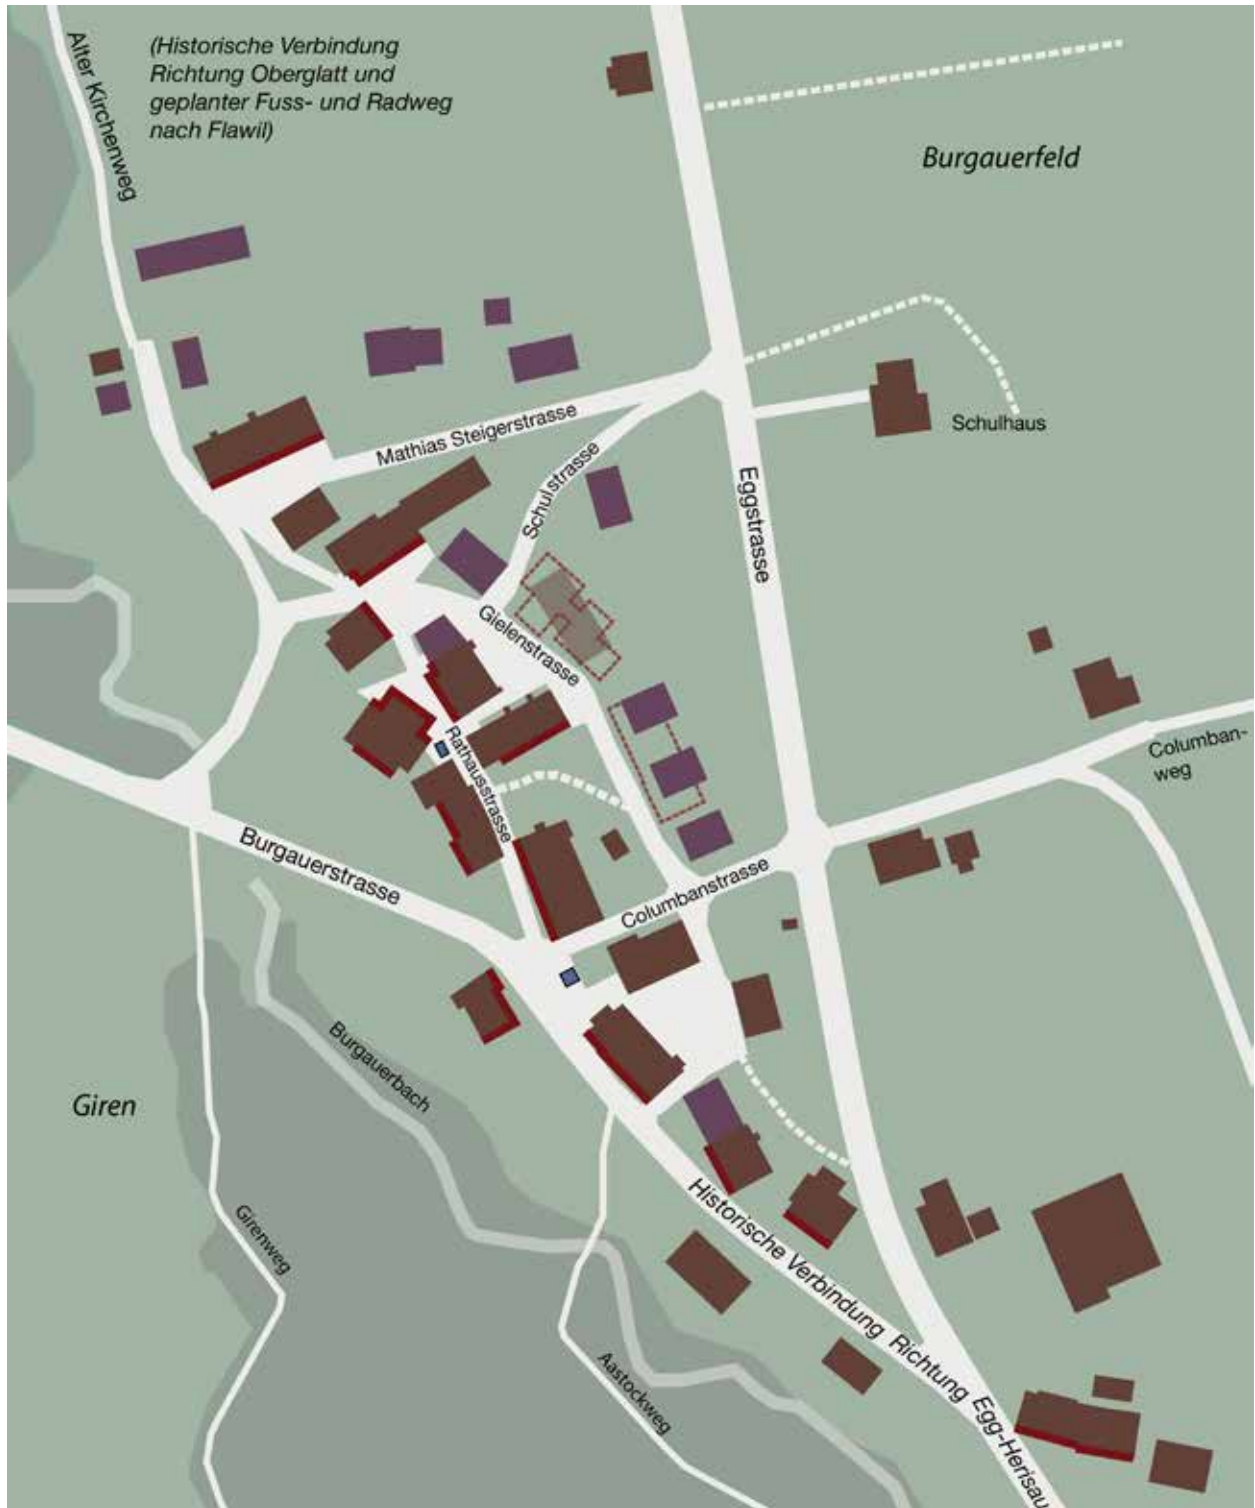 Alter Kirchenweg
(Historische Verbindung
Richtung Oberglatt und
geplanter Fuss- und Radweg
nach Flawil)
Burgauerfeld
Mathias Steigerstrasse
Schulstrasse
Schulhaus
Eggstrasse
Gielenstrasse
Rathausstrasse
Columban-
weg
Burgauerstrasse
Columbanstrasse
Burgauerbach
Giren
Girenweg
Historische Verbindung Richtung Egg-Herisau
Aastockweg